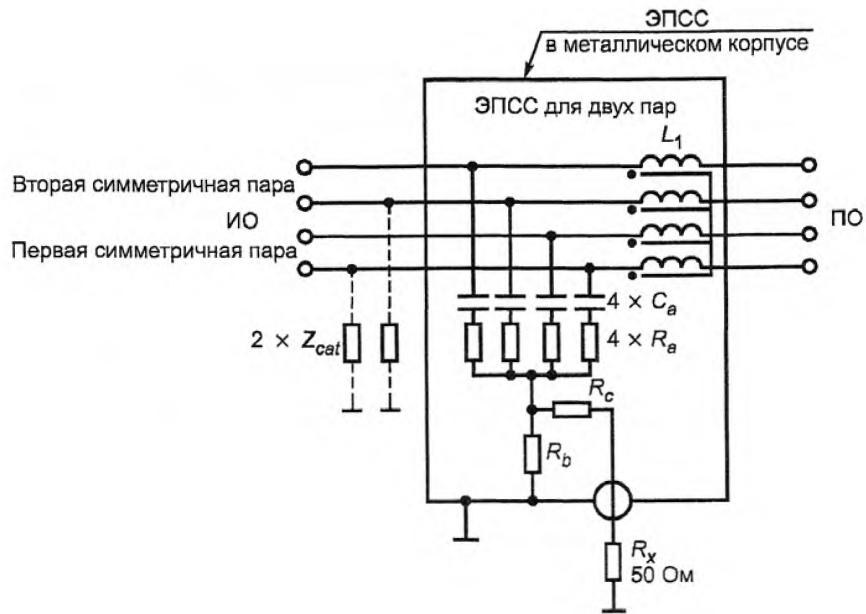 ЭПСС
в металлическом корпусе
ЭПСС для двух пар
L1
Вторая симметричная пара
ИО
ПО
Первая симметричная пара
4 × Ca
2 × Zcat
4 × Ra
Rc
Rb
Rx
50 Ом